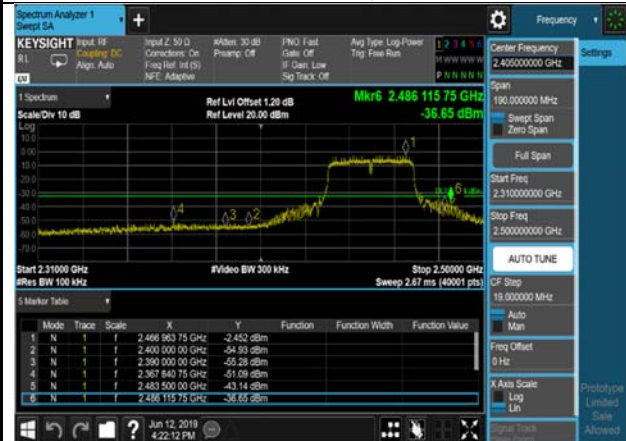 Spectrum Analyzer 1
Swept SA
Frequency
KEYSIGHT Input: RF Input Z: 50 Ω #Atten: 30 dB PNO: Fast Avg Type: Log-Power 1 2 3 4 5 6
RL Coupling: DC Corrections: On Preamp: Off Gate: Off Trig: Free Run
Align: Auto Freq Ref: Int (S) IF Gain: Low
NFE: Adaptive Sig Track: Off P N N N N N
1 Spectrum
Scale/Div 10 dB
Ref Lvl Offset 1.20 dB
Ref Level 20.00 dBm
Mkr6 2.486 115 75 GHz
-36.65 dBm
Log
10.0
0.00
Start 2.31000 GHz #Video BW 300 kHz Stop 2.50000 GHz
#Res BW 100 kHz Sweep 2.67 ms (40001 pts)
5 Marker Table
Mode Trace Scale X Y Function Function Width Function Value
1 N 1 f 2.466 963 75 GHz -2.452 dBm
2 N 1 f 2.400 000 00 GHz -54.93 dBm
3 N 1 f 2.390 000 00 GHz -55.28 dBm
4 N 1 f 2.367 840 75 GHz -51.09 dBm
5 N 1 f 2.483 500 00 GHz -43.14 dBm
6 N 1 f 2.486 115 75 GHz -36.65 dBm
Jun 12, 2019
4:22:12 PM
Center Frequency
2.405000000 GHz
Settings
Span
190.000000 MHz
Swept Span
Zero Span
Full Span
Start Freq
2.310000000 GHz
Stop Freq
2.500000000 GHz
AUTO TUNE
CF Step
19.000000 MHz
Auto
Man
Freq Offset
0 Hz
X Axis Scale
Log
Lin
Signal Track
Prototype
Limited
Sale
Allowed